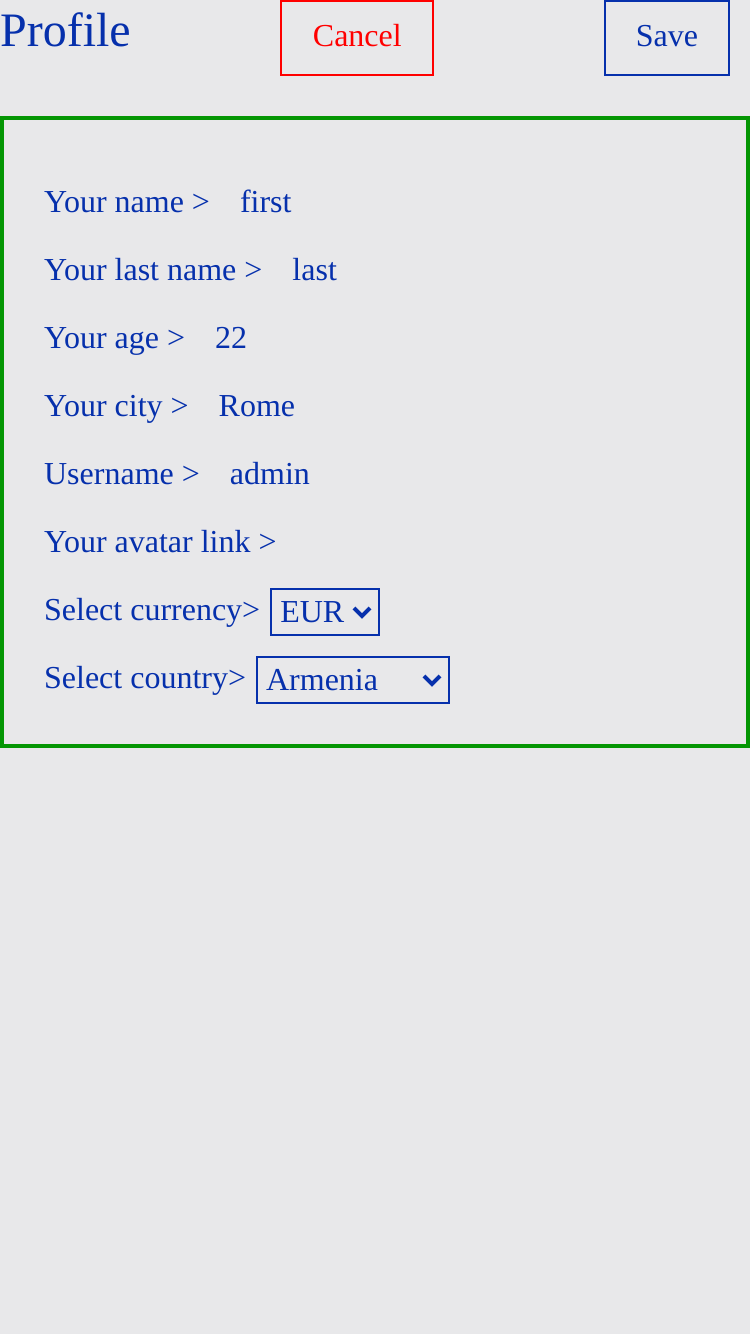 Profile Cancel Save
Your name > first
Your last name > last
Your age > 22
Your city > Rome
Username > admin
Your avatar link >
Select currency> EUR
Select country> Armenia